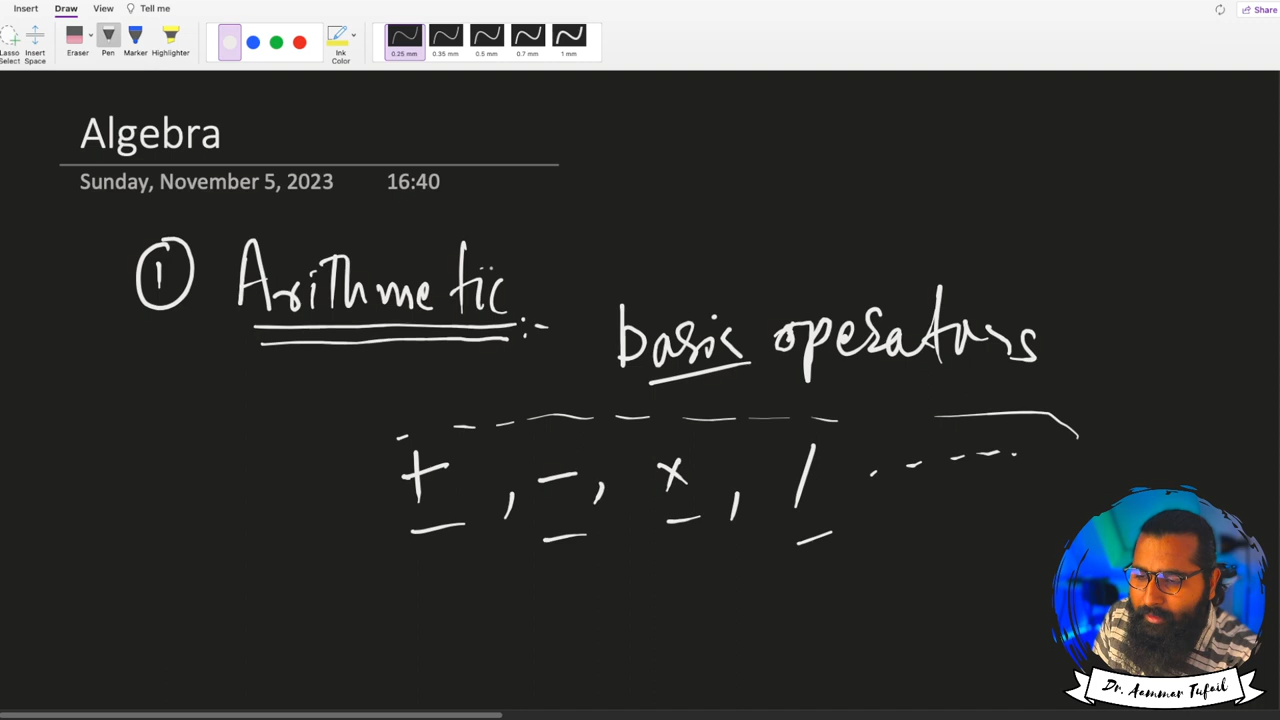 Insert Draw View Tell me
Share
Lasso Select
Insert Space
Eraser
Pen
Marker
Highlighter
Ink Color
0.25 mm
0.35 mm
0.5 mm
0.7 mm
1 mm
Algebra
Sunday, November 5, 2023 16:40
① Arithmetic :-
basic operators
+ , - , × , / -----
Dr. Aammar Tufail